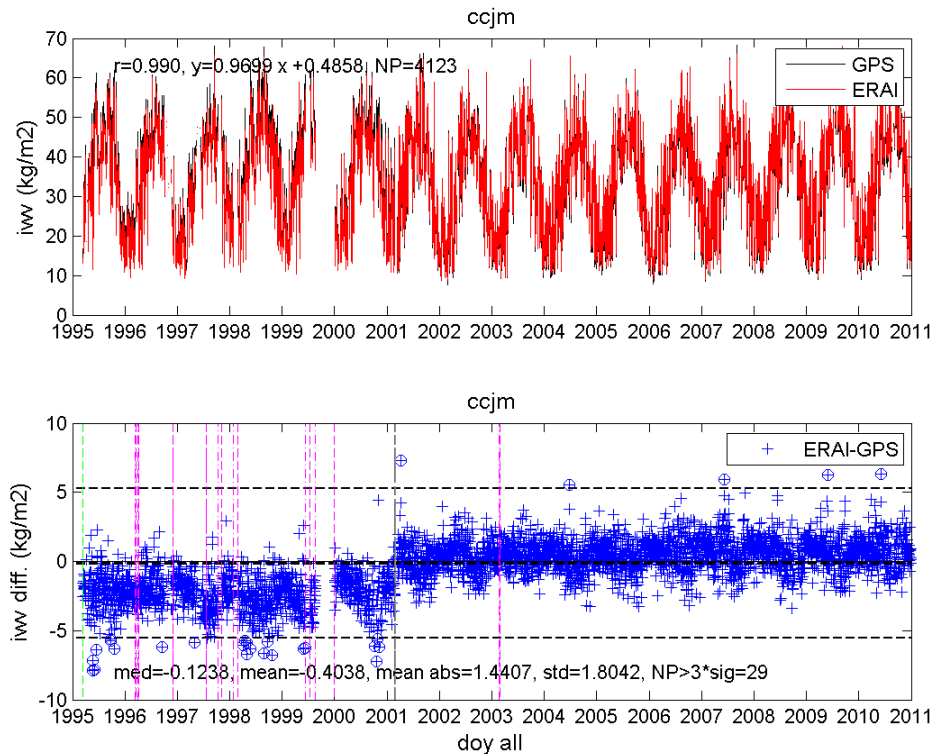 ccjm
70
60
50
40
30
20
10
0
iwv (kg/m2)
r=0.990, y=0.9699 x +0.4858, NP=4123
GPS
ERAI
1995 1996 1997 1998 1999 2000 2001 2002 2003 2004 2005 2006 2007 2008 2009 2010 2011
ccjm
10
5
0
-5
-10
iwv diff. (kg/m2)
ERAI-GPS
med=-0.1238, mean=-0.4038, mean abs=1.4407, std=1.8042, NP>3*sig=29
1995 1996 1997 1998 1999 2000 2001 2002 2003 2004 2005 2006 2007 2008 2009 2010 2011
doy all